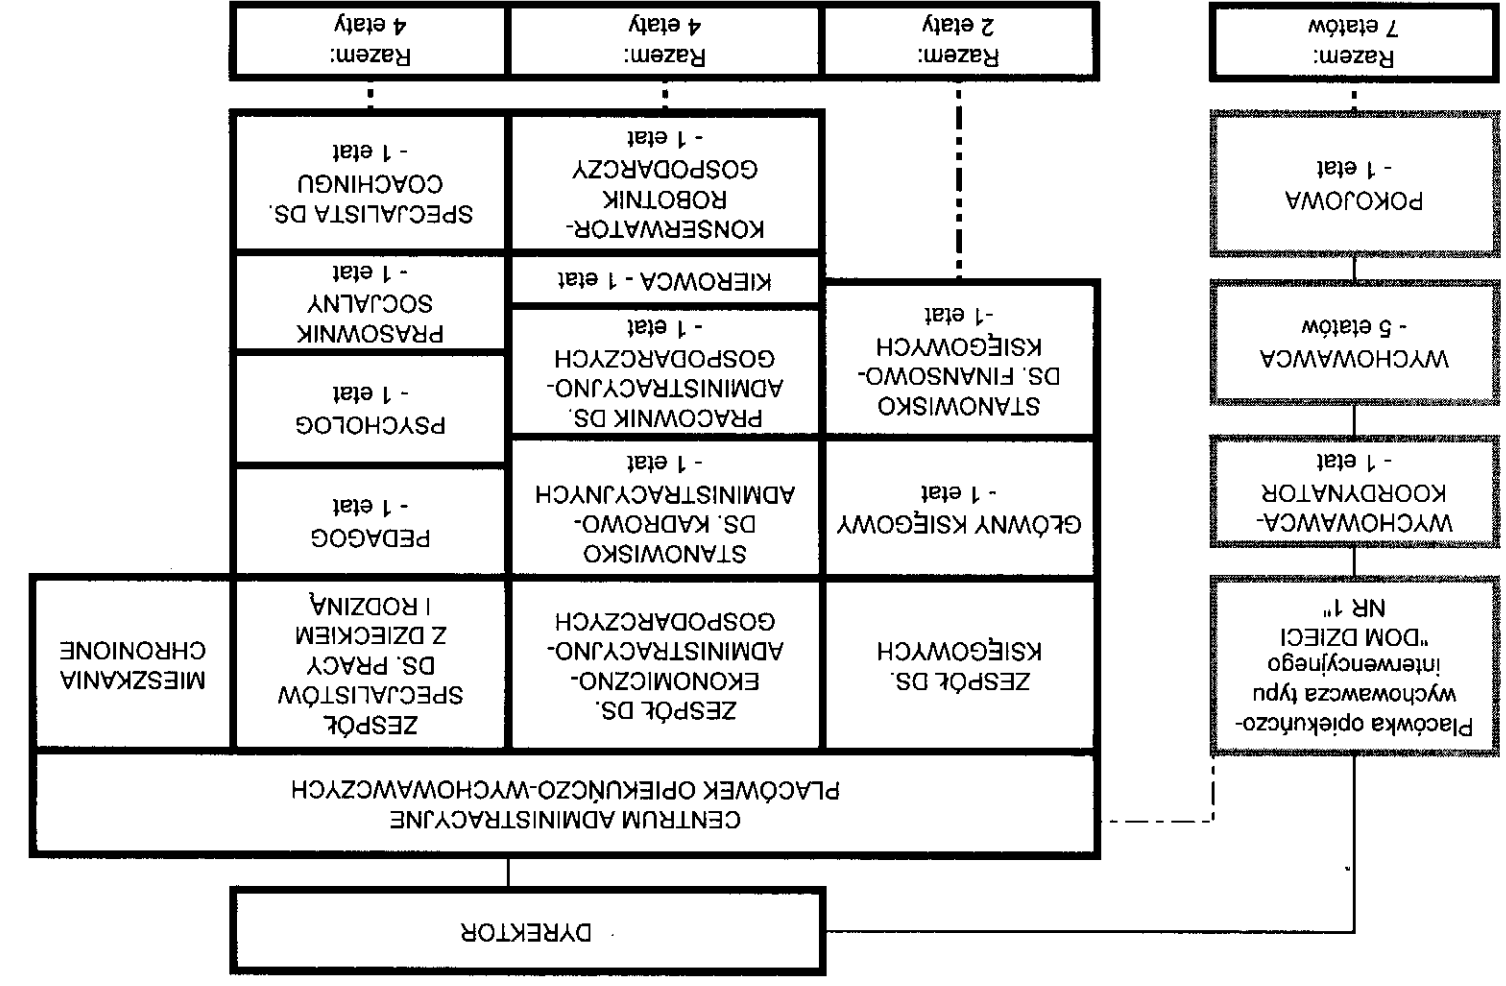 DYREKTOR
CENTRUM ADMINISTRACYJNE
PLACÓWEK OPIEKUŃCZO-WYCHOWAWCZYCH
Placówka opiekuńczo-
wychowawcza typu
interwencyjnego
"DOM DZIECI
NR 1"
WYCHOWAWCA-
KOORDYNATOR
- 1 etat
WYCHOWAWCA
- 5 etatów
POKOJOWA
- 1 etat
Razem:
7 etatów
ZESPÓŁ DS.
KSIĘGOWYCH
GŁÓWNY KSIĘGOWY
- 1 etat
STANOWISKO
DS. FINANSOWO-
KSIĘGOWYCH
-1 etat
Razem:
2 etaty
ZESPÓŁ DS.
EKONOMICZNO-
ADMINISTRACYJNO-
GOSPODARCZYCH
STANOWISKO
DS. KADROWO-
ADMINISTRACYJNYCH
- 1 etat
PRACOWNIK DS.
ADMINISTRACYJNO-
GOSPODARCZYCH
- 1 etat
KIEROWCA - 1 etat
KONSERWATOR-
ROBOTNIK
GOSPODARCZY
- 1 etat
Razem:
4 etaty
ZESPÓŁ
SPECJALISTÓW
DS. PRACY
Z DZIECKIEM
I RODZINĄ
PEDAGOG
- 1 etat
PSYCHOLOG
- 1 etat
PRASOWNIK
SOCJALNY
- 1 etat
SPECJALISTA DS.
COACHINGU
- 1 etat
Razem:
4 etaty
MIESZKANIA
CHRONIONE